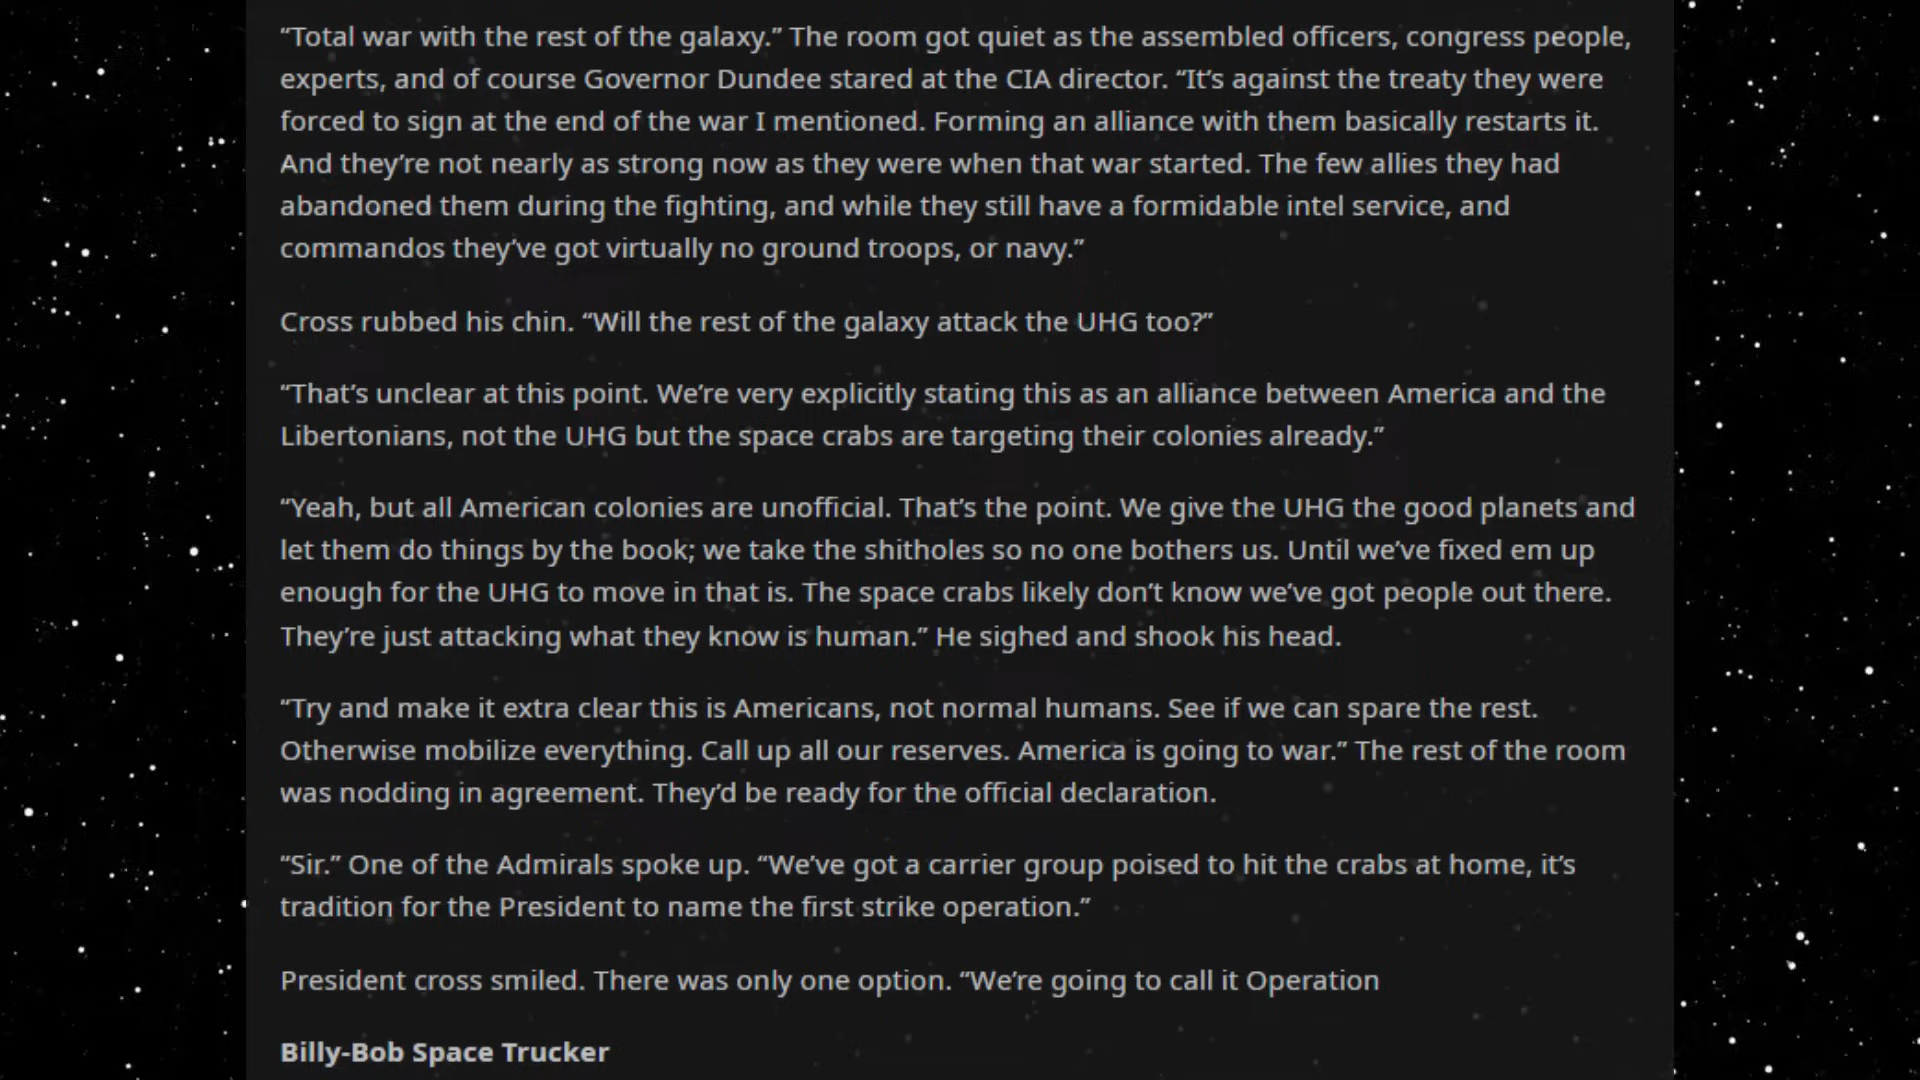 “Total war with the rest of the galaxy.” The room got quiet as the assembled officers, congress people,
experts, and of course Governor Dundee stared at the CIA director. “It’s against the treaty they were
forced to sign at the end of the war I mentioned. Forming an alliance with them basically restarts it.
And they’re not nearly as strong now as they were when that war started. The few allies they had
abandoned them during the fighting, and while they still have a formidable intel service, and
commandos they’ve got virtually no ground troops, or navy.”
Cross rubbed his chin. “Will the rest of the galaxy attack the UHG too?”
“That’s unclear at this point. We’re very explicitly stating this as an alliance between America and the
Libertonians, not the UHG but the space crabs are targeting their colonies already.”
“Yeah, but all American colonies are unofficial. That’s the point. We give the UHG the good planets and
let them do things by the book; we take the shitholes so no one bothers us. Until we’ve fixed em up
enough for the UHG to move in that is. The space crabs likely don’t know we’ve got people out there.
They’re just attacking what they know is human.” He sighed and shook his head.
“Try and make it extra clear this is Americans, not normal humans. See if we can spare the rest.
Otherwise mobilize everything. Call up all our reserves. America is going to war.” The rest of the room
was nodding in agreement. They’d be ready for the official declaration.
“Sir.” One of the Admirals spoke up. “We’ve got a carrier group poised to hit the crabs at home, it’s
tradition for the President to name the first strike operation.”
President cross smiled. There was only one option. “We’re going to call it Operation
Billy-Bob Space Trucker